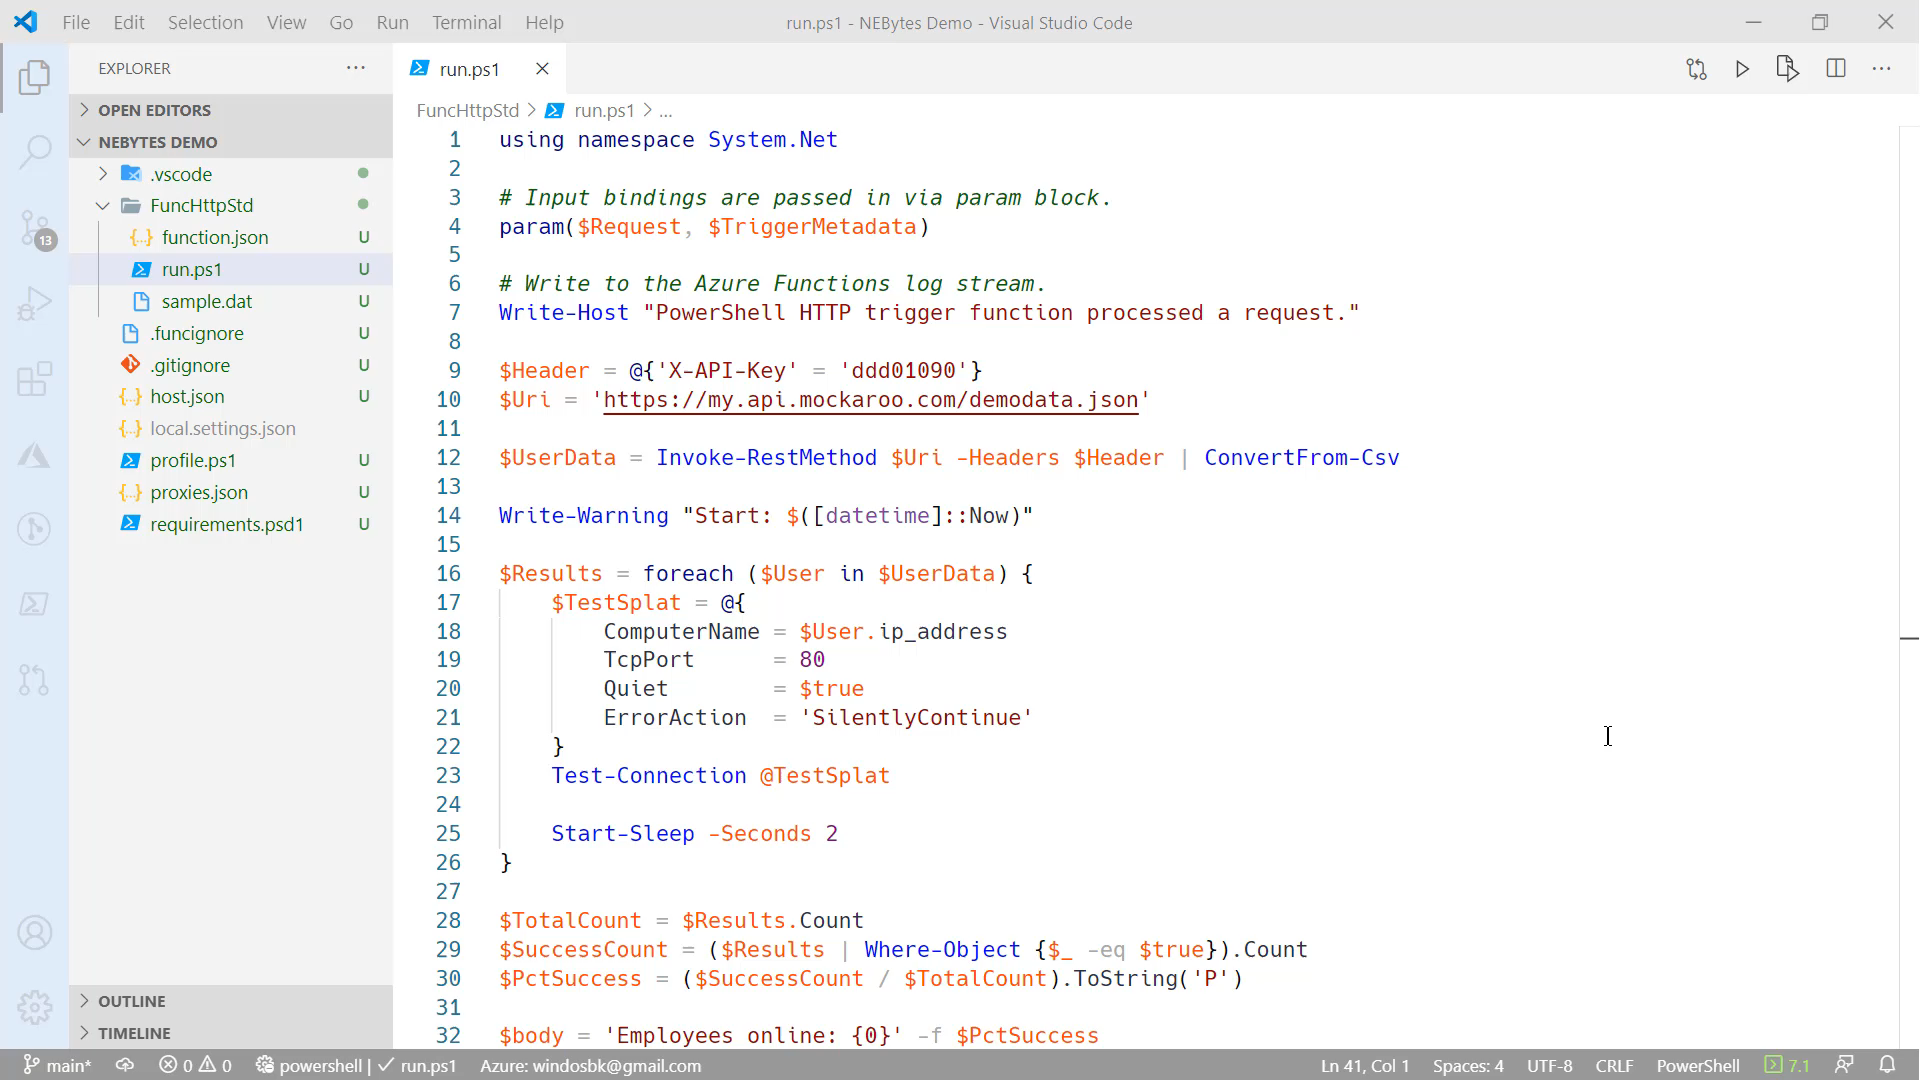 File Edit Selection View Go Run Terminal Help
run.ps1 - NEBytes Demo - Visual Studio Code
EXPLORER
OPEN EDITORS
NEBYTES DEMO
.vscode
FuncHttpStd
function.json U
run.ps1 U
sample.dat U
.funcignore U
.gitignore U
host.json U
local.settings.json
profile.ps1 U
proxies.json U
requirements.psd1 U
OUTLINE
TIMELINE
13
run.ps1
FuncHttpStd > run.ps1 > ...
1 using namespace System.Net
2
3 # Input bindings are passed in via param block.
4 param($Request, $TriggerMetadata)
5
6 # Write to the Azure Functions log stream.
7 Write-Host "PowerShell HTTP trigger function processed a request."
8
9 $Header = @{'X-API-Key' = 'ddd01090'}
10 $Uri = 'https://my.api.mockaroo.com/demodata.json'
11
12 $UserData = Invoke-RestMethod $Uri -Headers $Header | ConvertFrom-Csv
13
14 Write-Warning "Start: $([datetime]::Now)"
15
16 $Results = foreach ($User in $UserData) {
17 $TestSplat = @{
18 ComputerName = $User.ip_address
19 TcpPort = 80
20 Quiet = $true
21 ErrorAction = 'SilentlyContinue'
22 }
23 Test-Connection @TestSplat
24
25 Start-Sleep -Seconds 2
26 }
27
28 $TotalCount = $Results.Count
29 $SuccessCount = ($Results | Where-Object {$_ -eq $true}).Count
30 $PctSuccess = ($SuccessCount / $TotalCount).ToString('P')
31
32 $body = 'Employees online: {0}' -f $PctSuccess
main* 0 0 powershell | ✓ run.ps1 Azure: windosbk@gmail.com Ln 41, Col 1 Spaces: 4 UTF-8 CRLF PowerShell 7.1